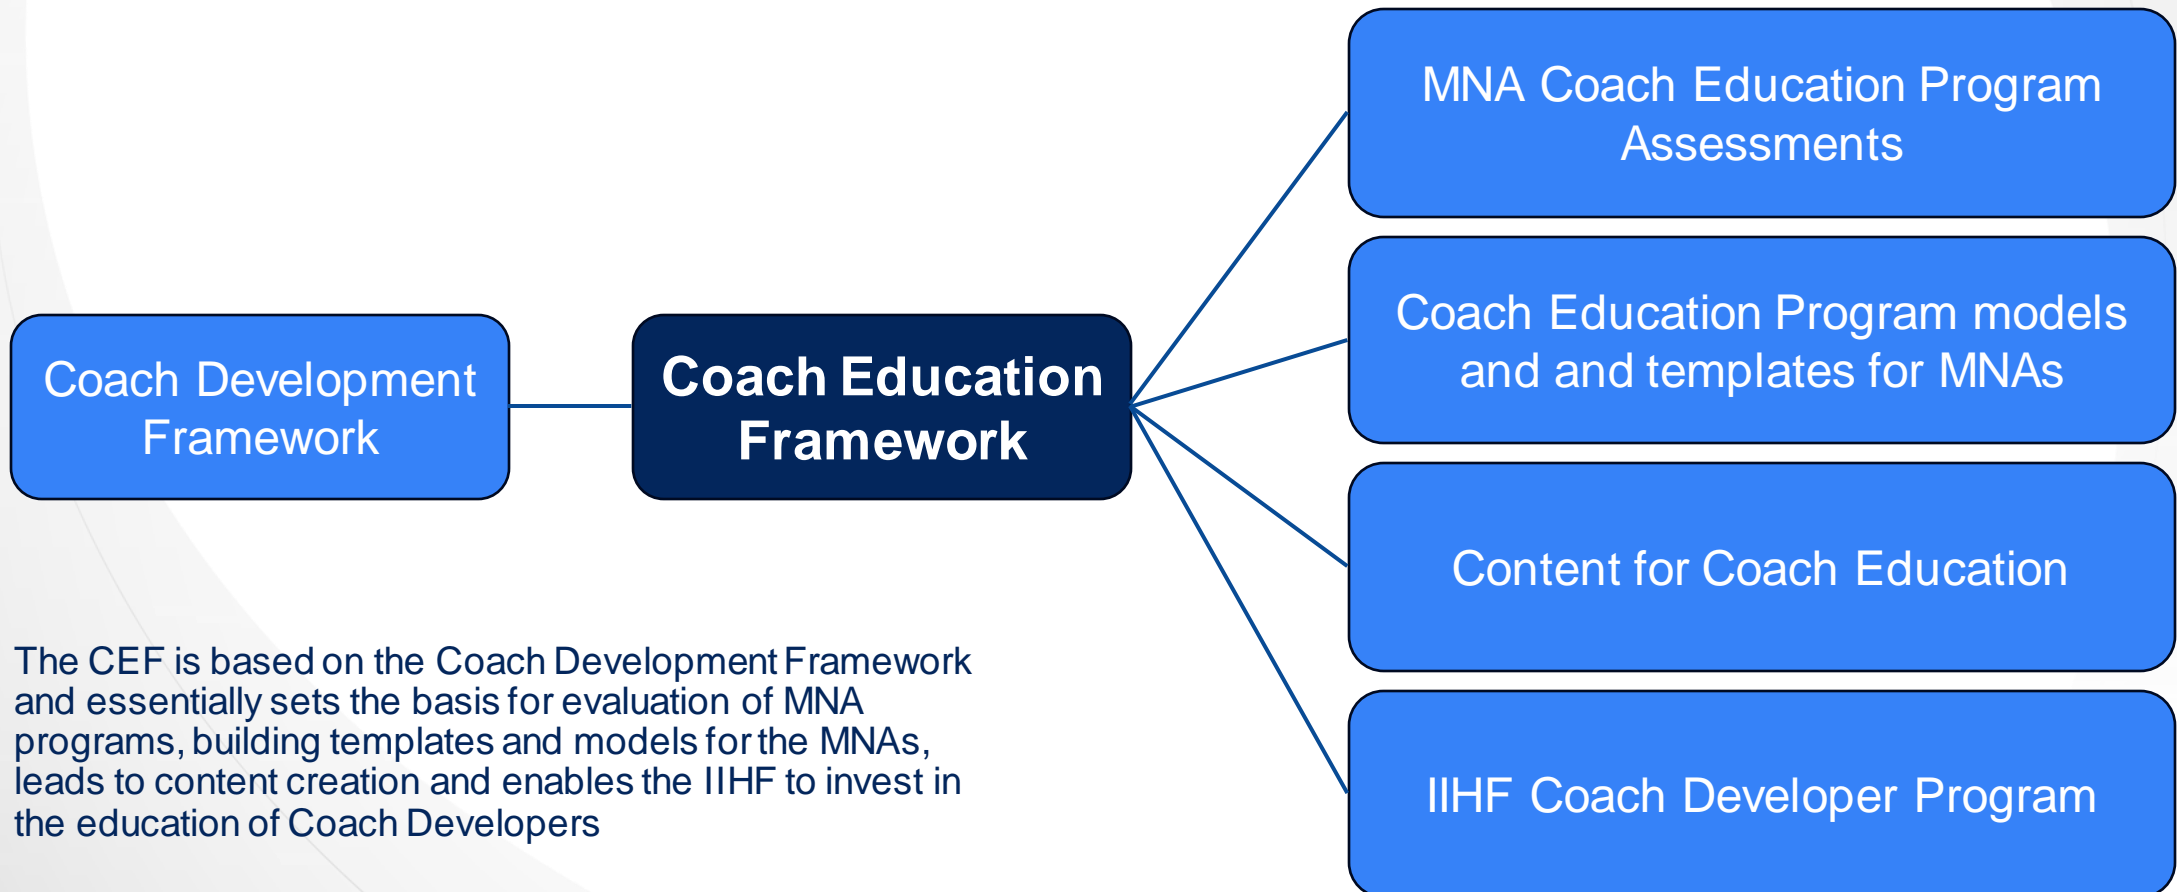 MNA Coach Education Program
Assessments
Coach Education Program models
and and templates for MNAs
Coach Development
Framework
Coach Education
Framework
Content for Coach Education
IIHF Coach Developer Program
The CEF is based on the Coach Development Framework
and essentially sets the basis for evaluation of MNA
programs, building templates and models for the MNAs,
leads to content creation and enables the IIHF to invest in
the education of Coach Developers